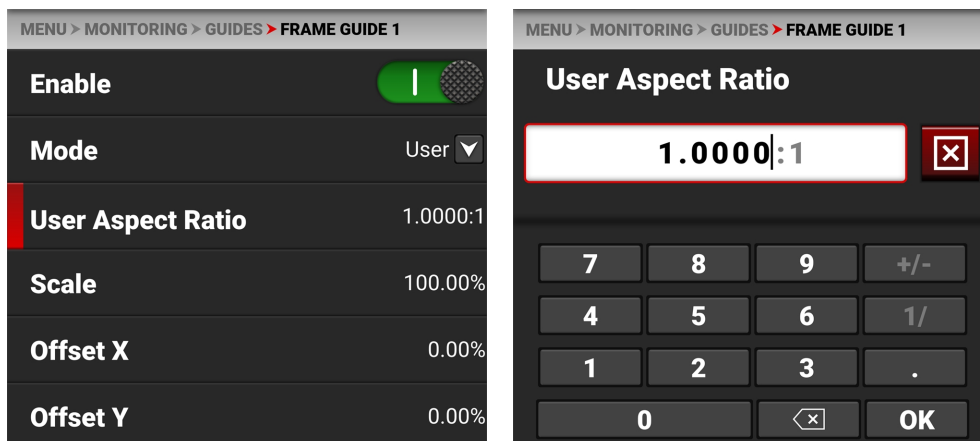 MENU > MONITORING > GUIDES > FRAME GUIDE 1
Enable
Mode User
User Aspect Ratio 1.0000:1
Scale 100.00%
Offset X 0.00%
Offset Y 0.00%
MENU > MONITORING > GUIDES > FRAME GUIDE 1
User Aspect Ratio
1.0000:1
7 8 9 +/-
4 5 6 1/
1 2 3 .
0 OK